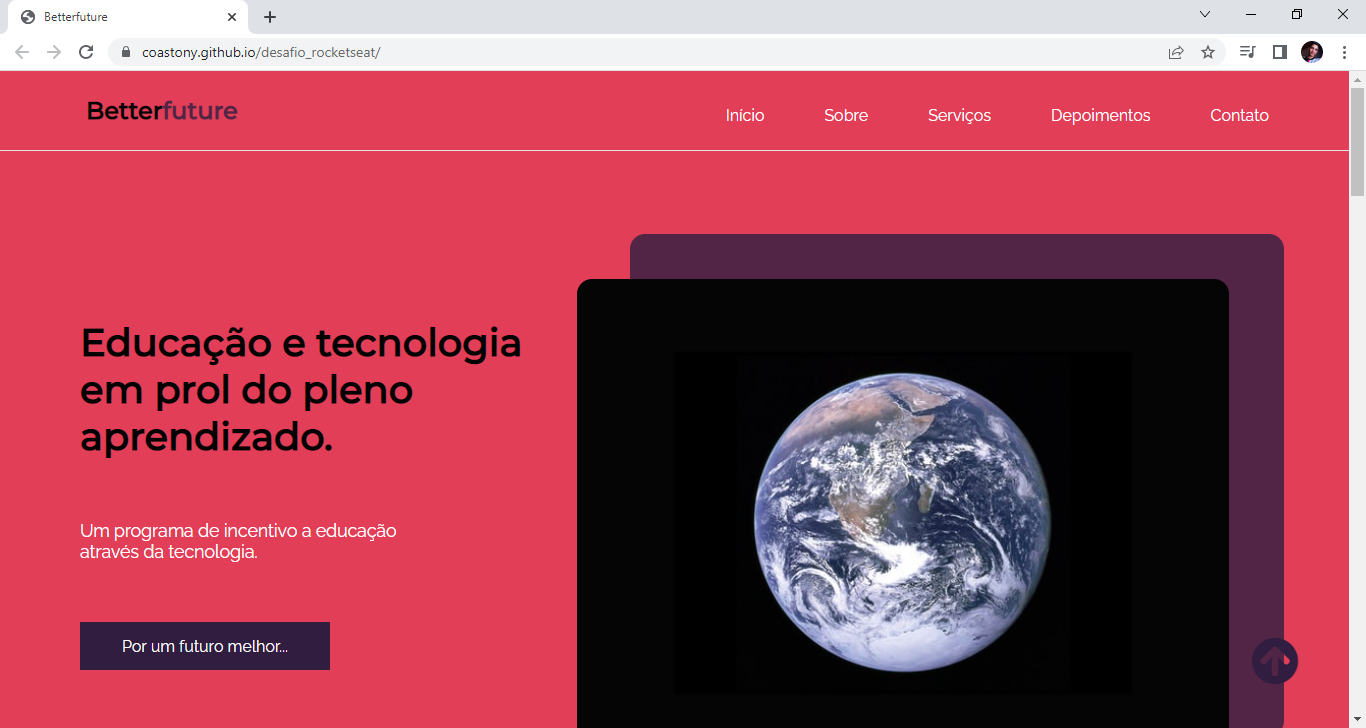 Betterfuture
coastony.github.io/desafio_rocketseat/
Betterfuture
Início Sobre Serviços Depoimentos Contato
Educação e tecnologia
em prol do pleno
aprendizado.
Um programa de incentivo a educação
através da tecnologia.
Por um futuro melhor...